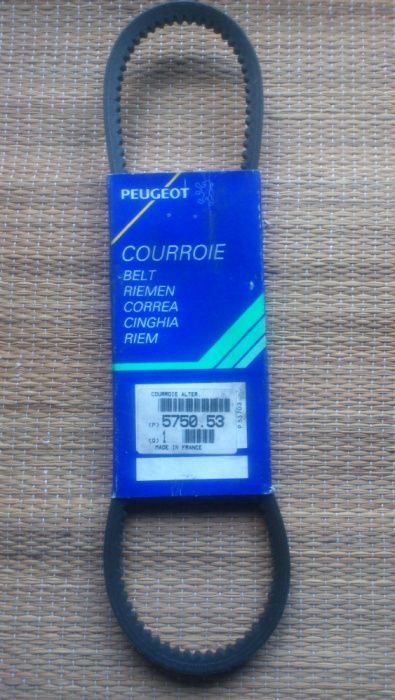 PEUGEOT
COURROIE
BELT
RIEMEN
CORREA
CINGHIA
RIEM
COURROIE ALTER.
(P) 5750.53
(Q) 1
MADE IN FRANCE